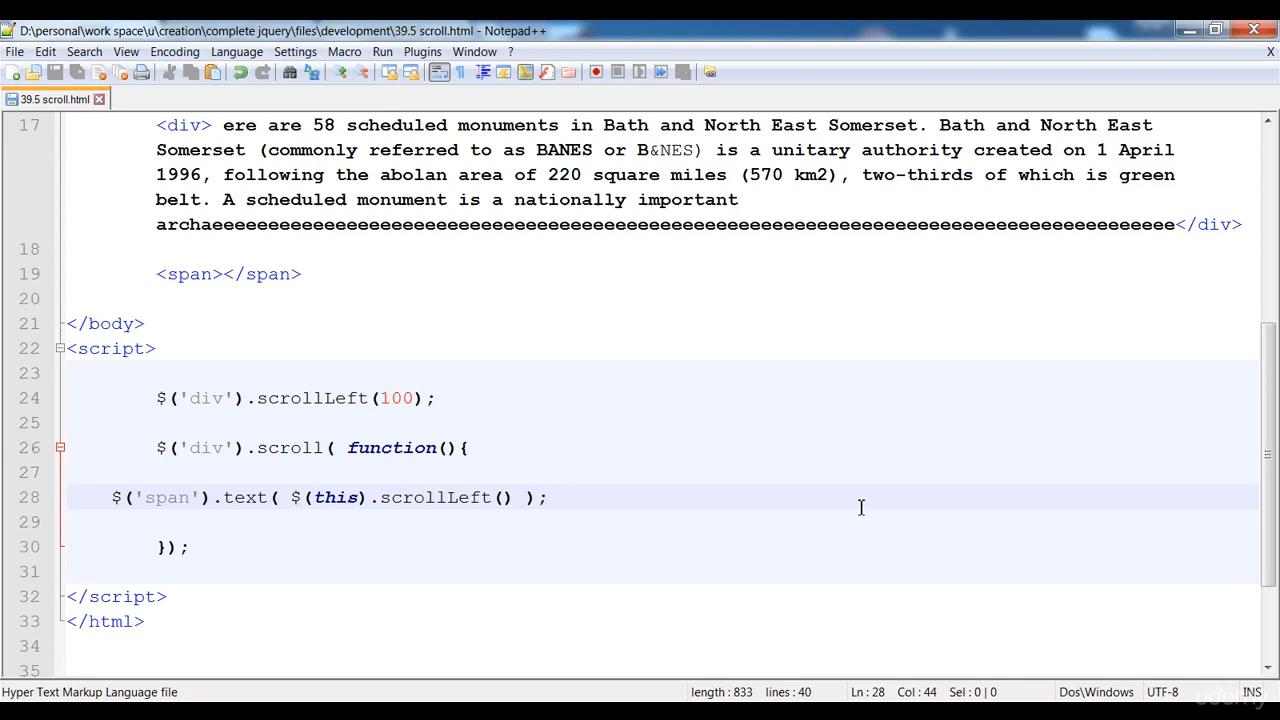 D:\personal\work space\u\creation\complete jquery\files\development\39.5 scroll.html - Notepad++
File Edit Search View Encoding Language Settings Macro Run Plugins Window ? X
39.5 scroll.html
17 <div> ere are 58 scheduled monuments in Bath and North East Somerset. Bath and North East
Somerset (commonly referred to as BANES or B&NES) is a unitary authority created on 1 April
1996, following the abolan area of 220 square miles (570 km2), two-thirds of which is green
belt. A scheduled monument is a nationally important
archaeeeeeeeeeeeeeeeeeeeeeeeeeeeeeeeeeeeeeeeeeeeeeeeeeeeeeeeeeeeeeeeeeeeeeeeeeeeeeeeeeeeeee</div>
18
19 <span></span>
20
21 </body>
22 <script>
23
24 $('div').scrollLeft(100);
25
26 $('div').scroll( function(){
27
28 $('span').text( $(this).scrollLeft() );
29
30 });
31
32 </script>
33 </html>
34
35
Hyper Text Markup Language file length : 833 lines : 40 Ln : 28 Col : 44 Sel : 0 | 0 Dos\Windows UTF-8 INS
udemy